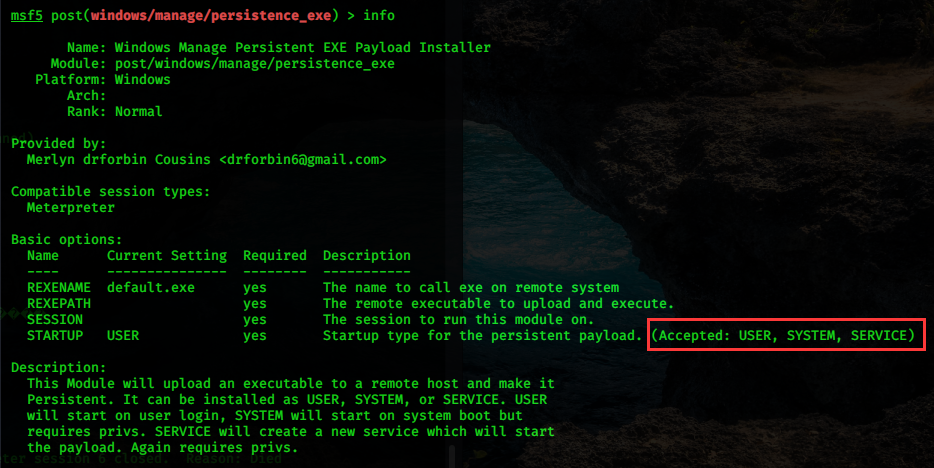 msf5 post(windows/manage/persistence_exe) > info
Name: Windows Manage Persistent EXE Payload Installer
Module: post/windows/manage/persistence_exe
Platform: Windows
Arch:
Rank: Normal
Provided by:
Merlyn drforbin Cousins <drforbin6@gmail.com>
Compatible session types:
Meterpreter
Basic options:
Name Current Setting Required Description
---- --------------- -------- -----------
REXENAME default.exe yes The name to call exe on remote system
REXEPATH yes The remote executable to upload and execute.
SESSION yes The session to run this module on.
STARTUP USER yes Startup type for the persistent payload. (Accepted: USER, SYSTEM, SERVICE)
Description:
This Module will upload an executable to a remote host and make it
Persistent. It can be installed as USER, SYSTEM, or SERVICE. USER
will start on user login, SYSTEM will start on system boot but
requires privs. SERVICE will create a new service which will start
the payload. Again requires privs.
session 6 closed. Reason: Died